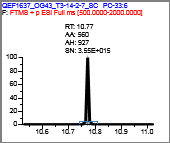 QEF1637_OG43_T3-14-2-7_SC PC-33:6
F: FTMS + p ESI Full ms [500.0000-2000.0000]
RT: 10.77
AA: 560
AH: 927
SN: 3.55E+015
100
80
60
40
20
0
10.6 10.7 10.8 10.9 11.0